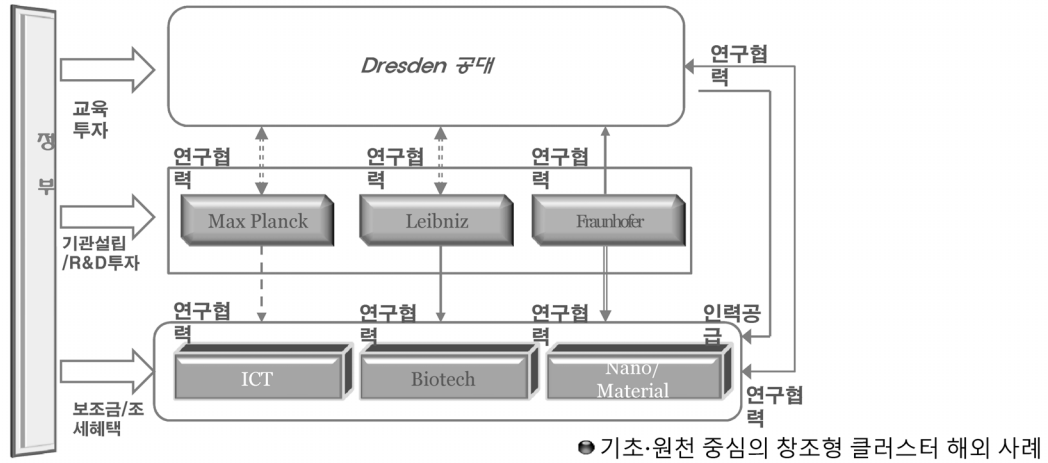 Dresden 공대
연구협
력
교육
투자
정
부
연구협
력
연구협
력
연구협
력
Max Planck
Leibniz
Fraunhofer
기관설립
/R&D투자
연구협
력
연구협
력
연구협
력
인력공
급
ICT
Biotech
Nano/
Material
보조금/조
세혜택
연구협
력
기초·원천 중심의 창조형 클러스터 해외 사례